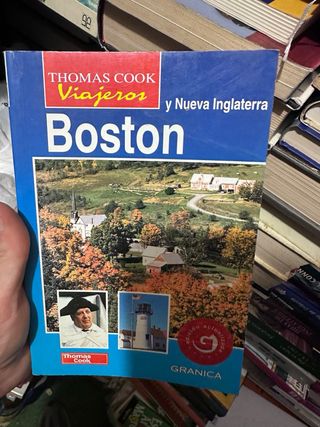 THOMAS COOK
Viajeros
y Nueva Inglaterra
Boston
Thomas
Cook
G
GRANICA